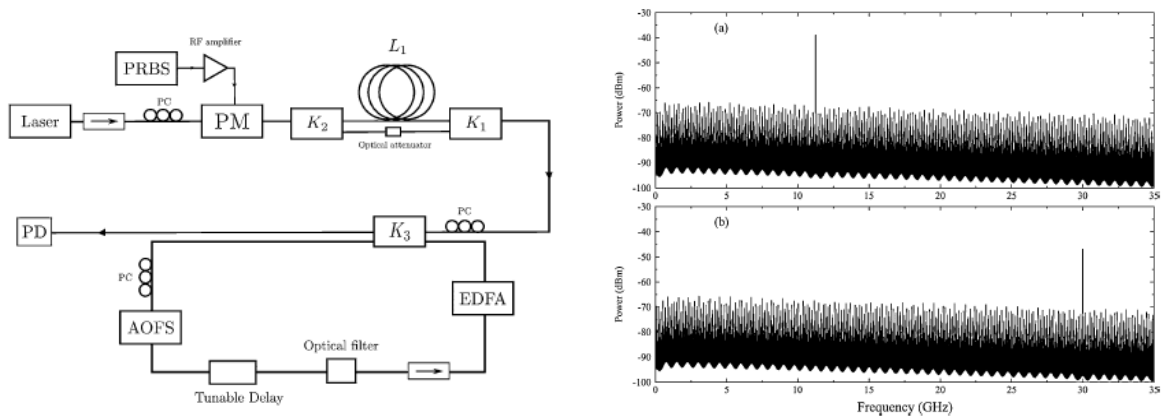 RF amplifier
PRBS
L1
PC
Laser
PM
K2
K1
Optical attenuator
PC
PD
K3
PC
EDFA
AOFS
Optical filter
Tunable Delay
-30
(a)
-40
-50
Power (dBm)
-60
-70
-80
-90
-100
0 5 10 15 20 25 30 35
-30
(b)
-40
-50
Power (dBm)
-60
-70
-80
-90
-100
0 5 10 15 20 25 30 35
Frequency (GHz)